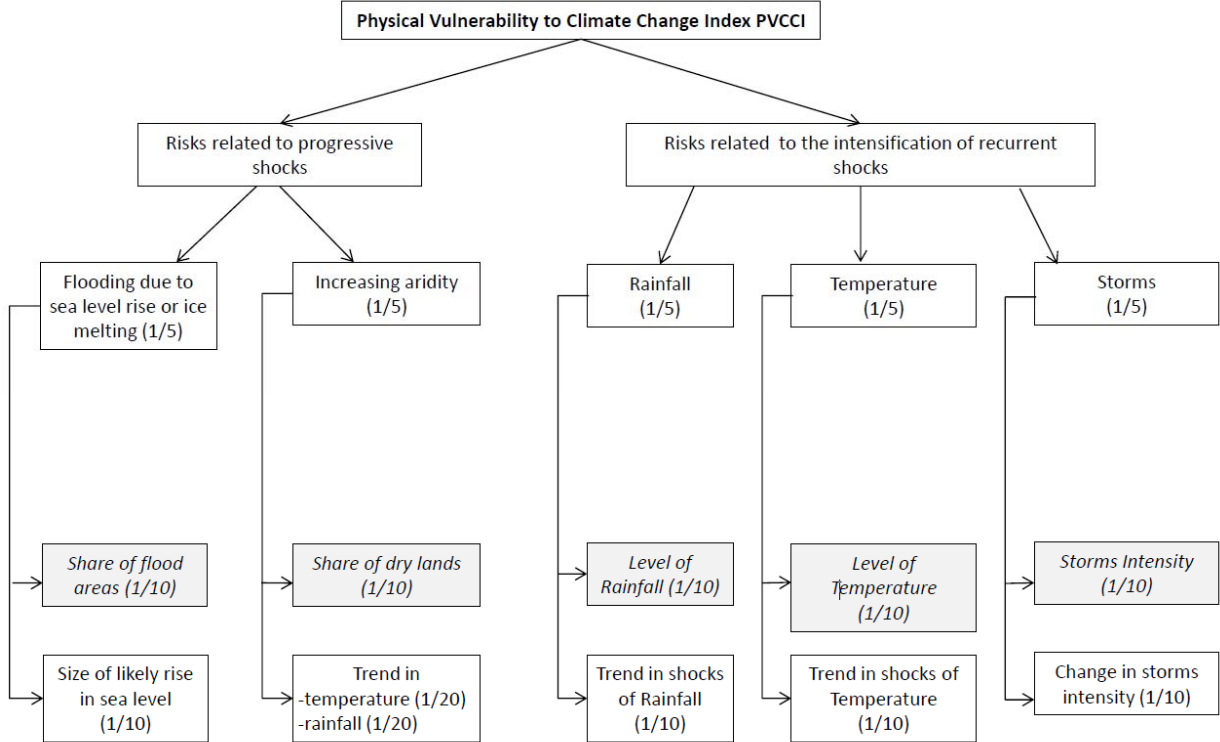 Physical Vulnerability to Climate Change Index PVCCI
Risks related to progressive
shocks
Risks related to the intensification of recurrent
shocks
Flooding due to
sea level rise or ice
melting (1/5)
Increasing aridity
(1/5)
Rainfall
(1/5)
Temperature
(1/5)
Storms
(1/5)
Share of flood
areas (1/10)
Share of dry lands
(1/10)
Level of
Rainfall (1/10)
Level of
Temperature
(1/10)
Storms Intensity
(1/10)
Size of likely rise
in sea level
(1/10)
Trend in
-temperature (1/20)
-rainfall (1/20)
Trend in shocks
of Rainfall
(1/10)
Trend in shocks of
Temperature
(1/10)
Change in storms
intensity (1/10)